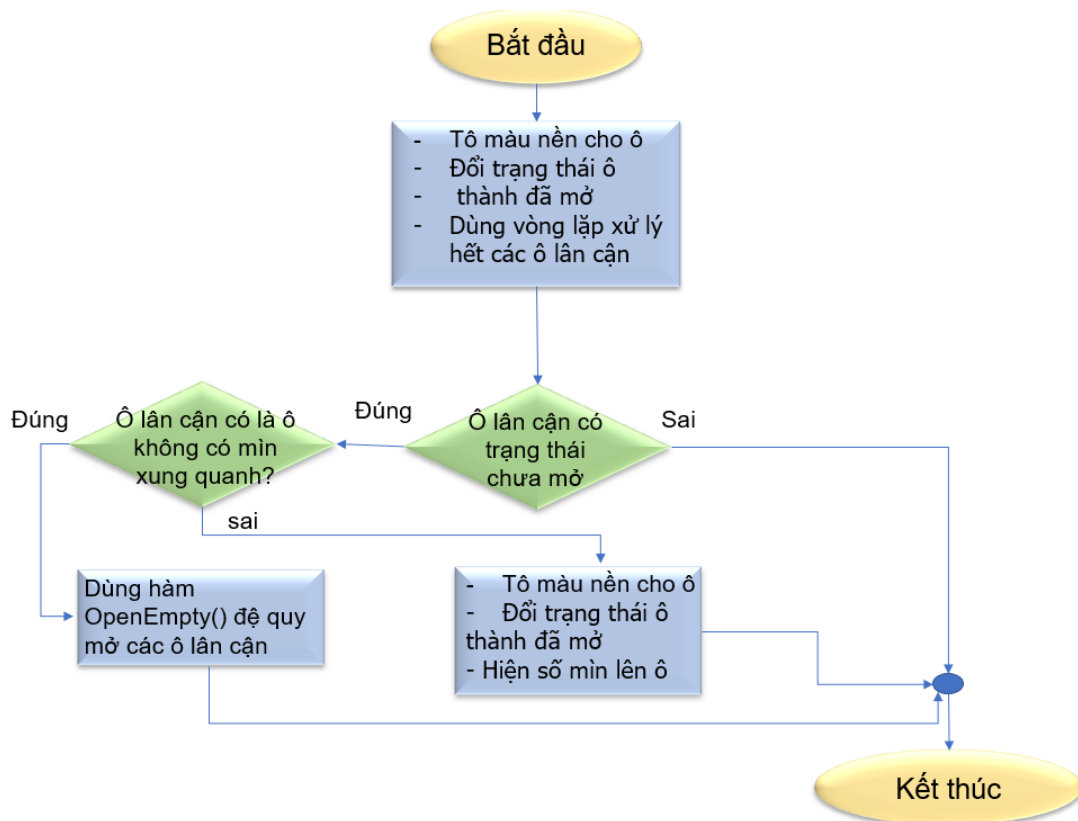 Bắt đầu
- Tô màu nền cho ô
- Đổi trạng thái ô
- thành đã mở
- Dùng vòng lặp xử lý
hết các ô lân cận
Đúng
Ô lân cận có là ô
không có mìn
xung quanh?
Đúng
Ô lân cận có
trạng thái
chưa mở
Sai
sai
Dùng hàm
OpenEmpty() đệ quy
mở các ô lân cận
- Tô màu nền cho ô
- Đổi trạng thái ô
thành đã mở
- Hiện số mìn lên ô
Kết thúc